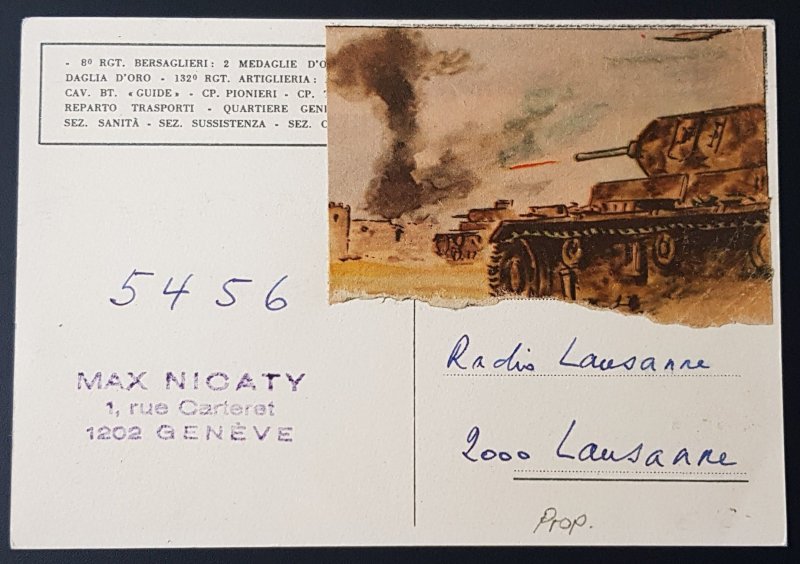 - 8º RGT. BERSAGLIERI: 2 MEDAGLIE D'O
DAGLIA D'ORO - 132º RGT. ARTIGLIERIA:
CAV. BT. «GUIDE» - CP. PIONIERI - CP.
REPARTO TRASPORTI - QUARTIERE GEN
SEZ. SANITÀ - SEZ. SUSSISTENZA - SEZ.
5456
MAX NICATY
1, rue Carteret
1202 GENÈVE
Radio Lausanne
2000 Lausanne
Prop.